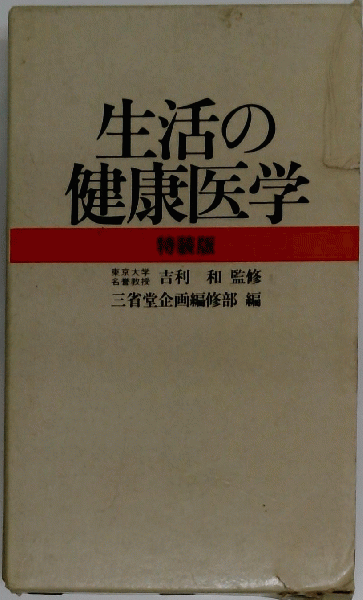 生活の
健康医学
特装版
東京大学
名誉教授 吉利 和 監修
三省堂企画編修部 編